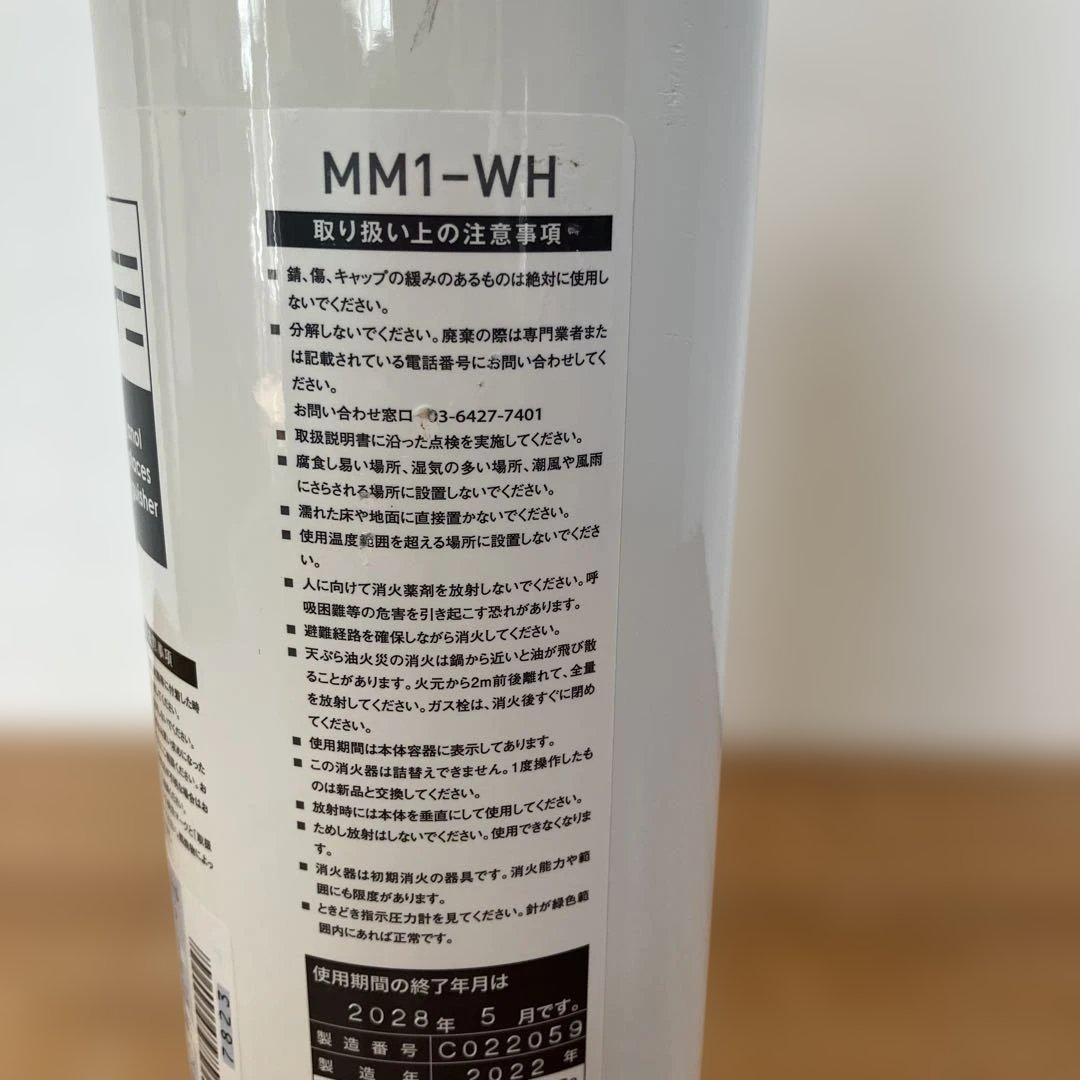 MM1-WH
取り扱い上の注意事項
■ 錆、傷、キャップの緩みのあるものは絶対に使用し
ないでください。
■ 分解しないでください。廃棄の際は専門業者また
は記載されている電話番号にお問い合わせしてく
ださい。
お問い合わせ窓口 03-6427-7401
■ 取扱説明書に沿った点検を実施してください。
■ 腐食し易い場所、湿気の多い場所、潮風や風雨
にさらされる場所に設置しないでください。
■ 濡れた床や地面に直接置かないでください。
■ 使用温度範囲を超える場所に設置しないでくださ
い。
■ 人に向けて消火薬剤を放射しないでください。呼
吸困難等の危害を引き起こす恐れがあります。
■ 避難経路を確保しながら消火してください。
■ 天ぷら油火災の消火は鍋から近いと油が飛び散
ることがあります。火元から2m前後離れて、全量
を放射してください。ガス栓は、消火後すぐに閉め
てください。
■ 使用期間は本体容器に表示してあります。
■ この消火器は詰替えできません。1度操作したも
のは新品と交換してください。
■ 放射時には本体を垂直にして使用してください。
■ ためし放射はしないでください。使用できなくなりま
す。
■ 消火器は初期消火の器具です。消火能力や範
囲にも限度があります。
■ ときどき指示圧力計を見てください。針が緑色範
囲内にあれば正常です。
使用期間の終了年月は
2028年 5月です。
製造番号 C022059
製造年 2022年
7823